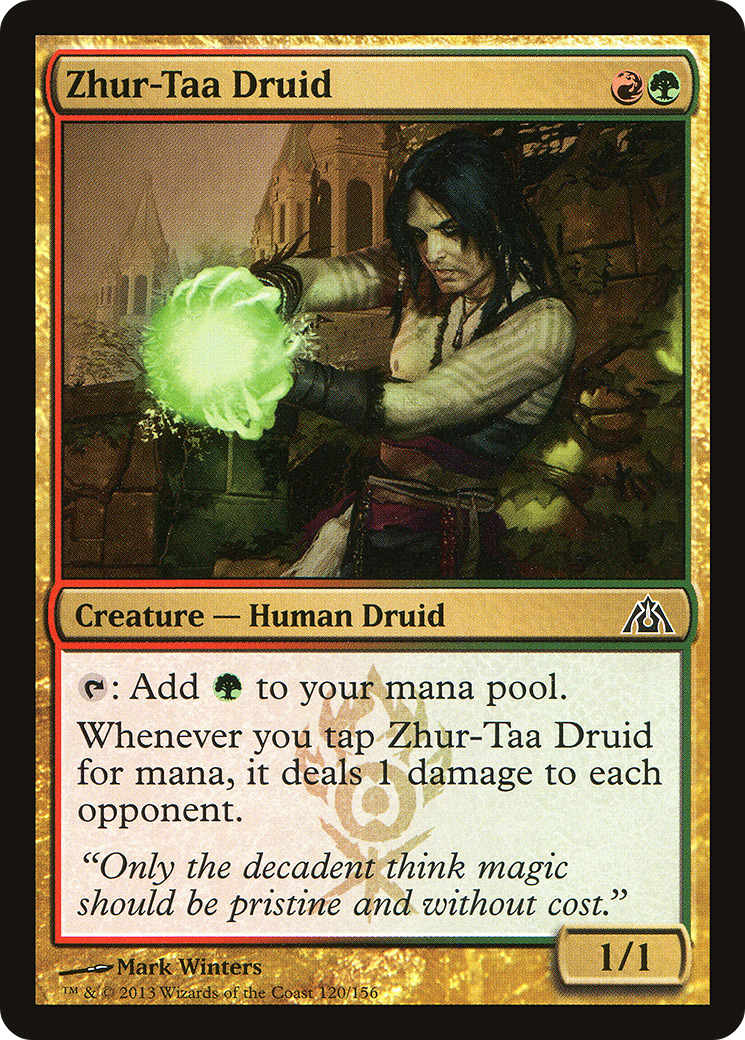 Zhur-Taa Druid
Creature — Human Druid
: Add to your mana pool.
Whenever you tap Zhur-Taa Druid
for mana, it deals 1 damage to each
opponent.
“Only the decadent think magic
should be pristine and without cost.”
1/1
Mark Winters
™ & © 2013 Wizards of the Coast 120/156